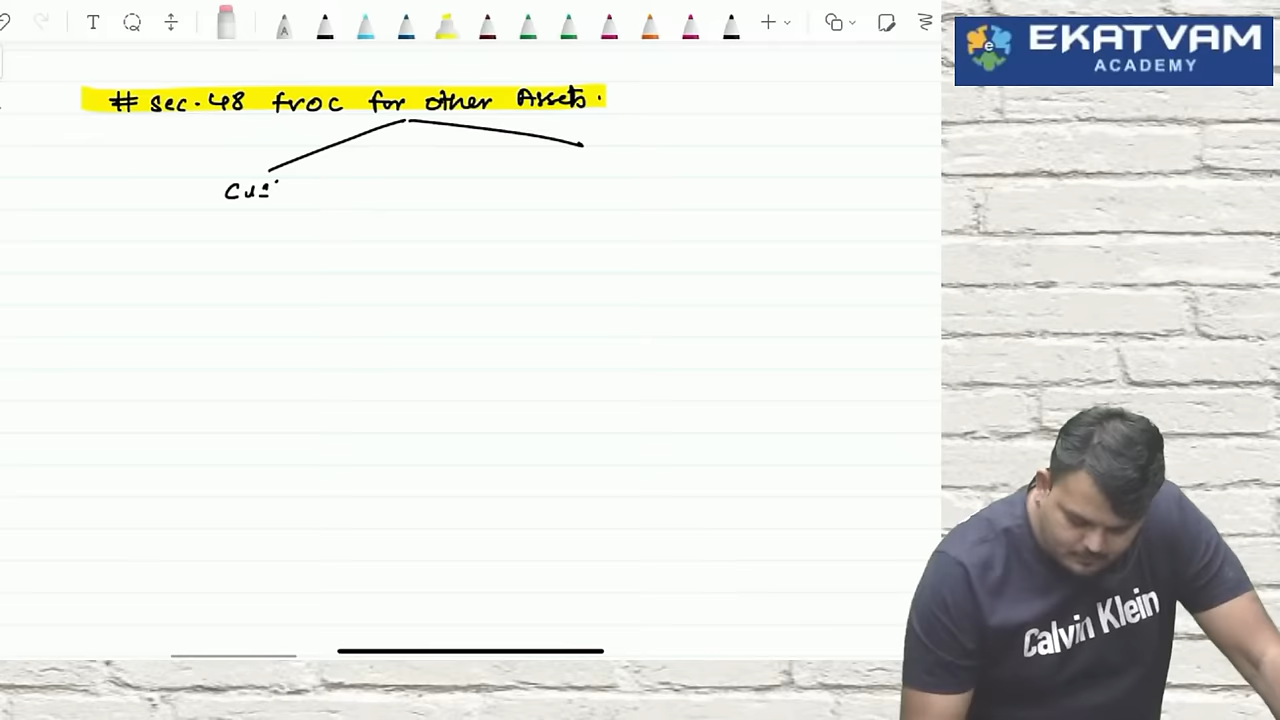 EKATVAM
ACADEMY
# sec. 48 froc for other Assets.
Calvin Klein